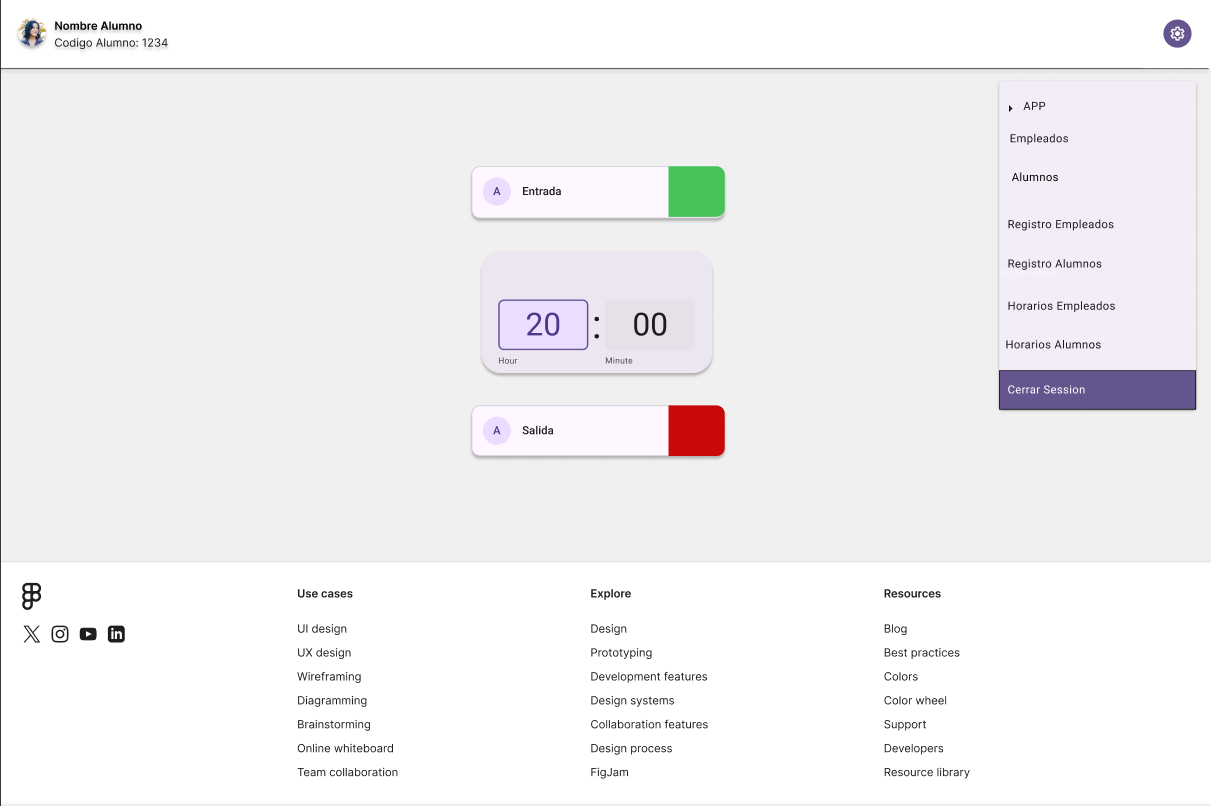 Nombre Alumno
Codigo Alumno: 1234
APP
Empleados
Alumnos
Registro Empleados
Registro Alumnos
Horarios Empleados
Horarios Alumnos
Cerrar Session
A Entrada
20 : 00
Hour Minute
A Salida
Use cases
UI design
UX design
Wireframing
Diagramming
Brainstorming
Online whiteboard
Team collaboration
Explore
Design
Prototyping
Development features
Design systems
Collaboration features
Design process
FigJam
Resources
Blog
Best practices
Colors
Color wheel
Support
Developers
Resource library